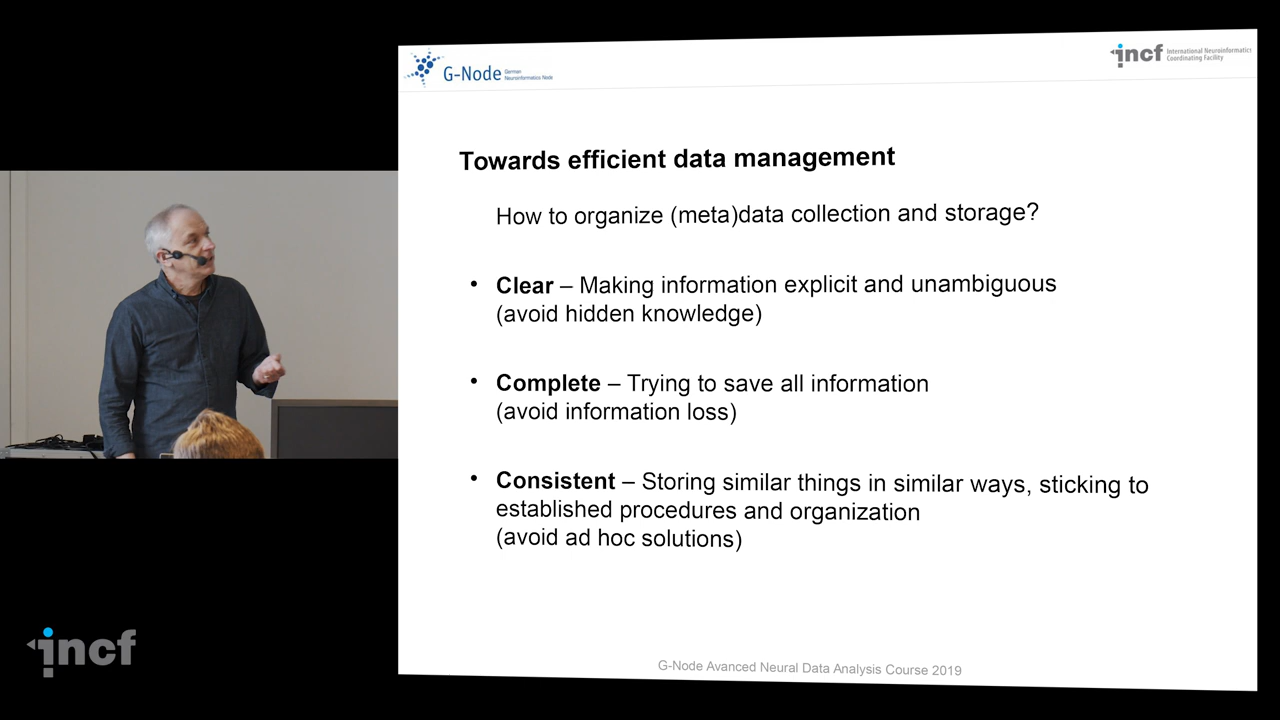 G-Node German
Neuroinformatics Node
incf International Neuroinformatics
Coordinating Facility
Towards efficient data management
How to organize (meta)data collection and storage?
• Clear – Making information explicit and unambiguous
(avoid hidden knowledge)
• Complete – Trying to save all information
(avoid information loss)
• Consistent – Storing similar things in similar ways, sticking to
established procedures and organization
(avoid ad hoc solutions)
incf
G-Node Avanced Neural Data Analysis Course 2019